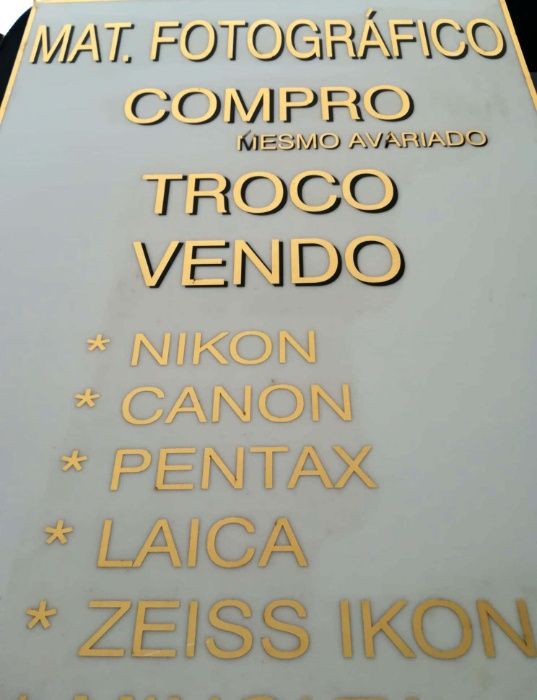 MAT. FOTOGRÁFICO
COMPRO
MESMO AVARIADO
TROCO
VENDO
* NIKON
* CANON
* PENTAX
* LAICA
* ZEISS IKON